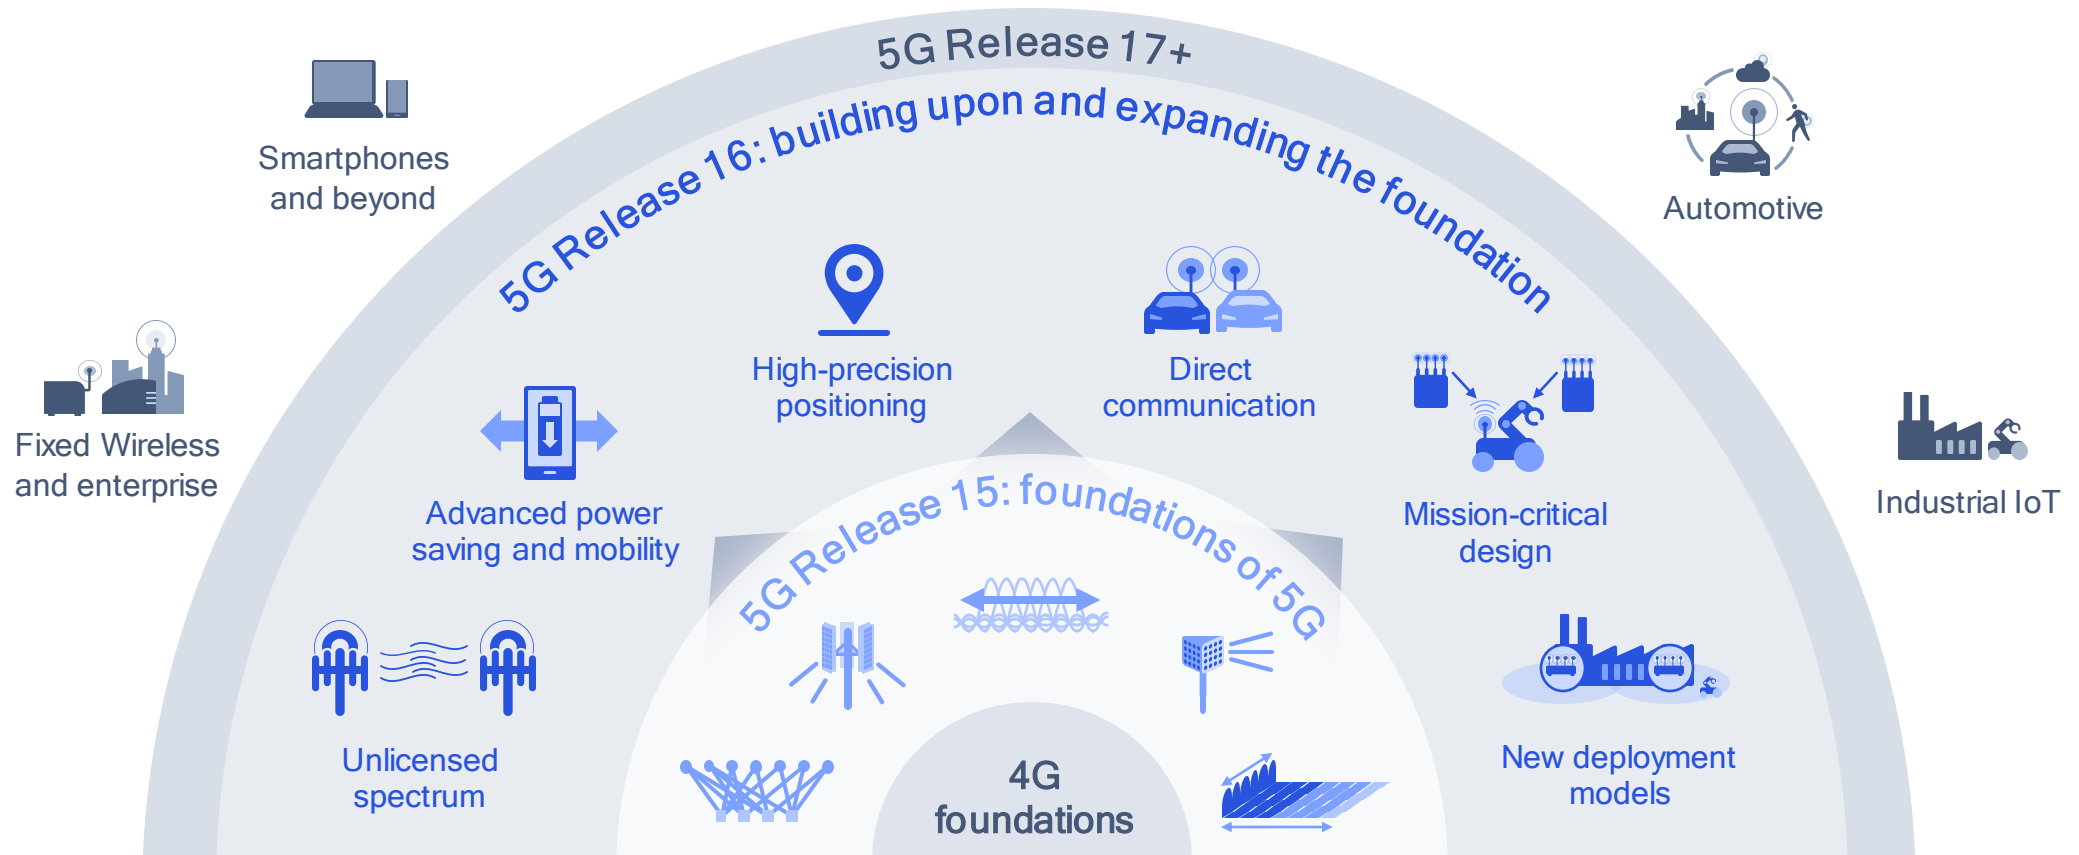 5G Release 17+
5G Release 16: building upon and expanding the foundation
Smartphones
and beyond
Automotive
Fixed Wireless
and enterprise
Industrial IoT
High-precision
positioning
Direct
communication
Advanced power
saving and mobility
Mission-critical
design
Unlicensed
spectrum
New deployment
models
5G Release 15: foundations of 5G
4G
foundations